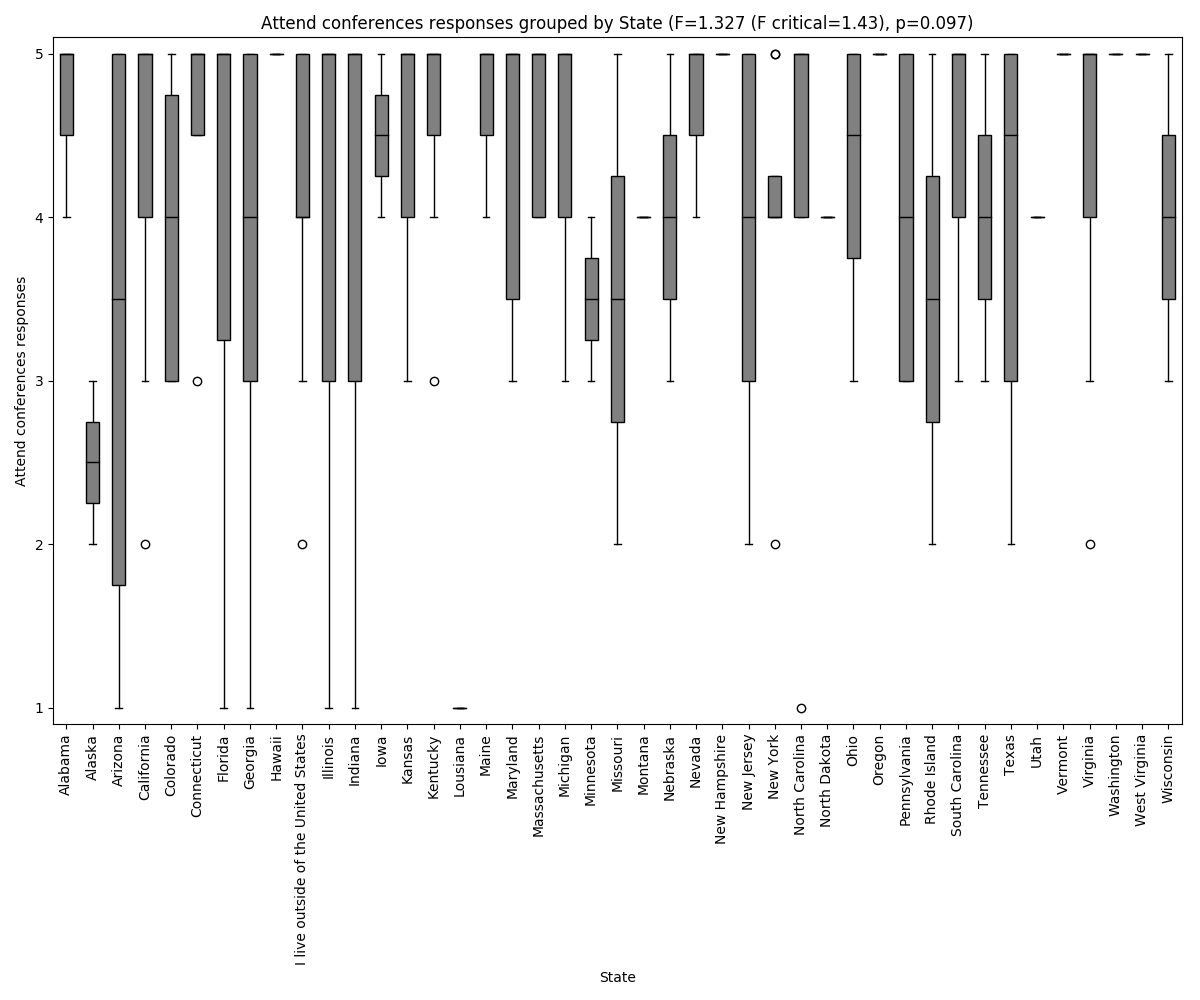 Attend conferences responses grouped by State (F=1.327 (F critical=1.43), p=0.097)
Attend conferences responses
5
4
3
2
1
Alabama
Alaska
Arizona
California
Colorado
Connecticut
Florida
Georgia
Hawaii
I live outside of the United States
Illinois
Indiana
Iowa
Kansas
Kentucky
Lousiana
Maine
Maryland
Massachusetts
Michigan
Minnesota
Missouri
Montana
Nebraska
Nevada
New Hampshire
New Jersey
New York
North Carolina
North Dakota
Ohio
Oregon
Pennsylvania
Rhode Island
South Carolina
Tennessee
Texas
Utah
Vermont
Virginia
Washington
West Virginia
Wisconsin
State